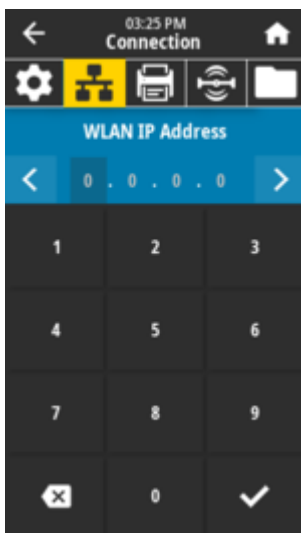 03:25 PM
Connection
WLAN IP Address
0 . 0 . 0 . 0
1 2 3
4 5 6
7 8 9
0